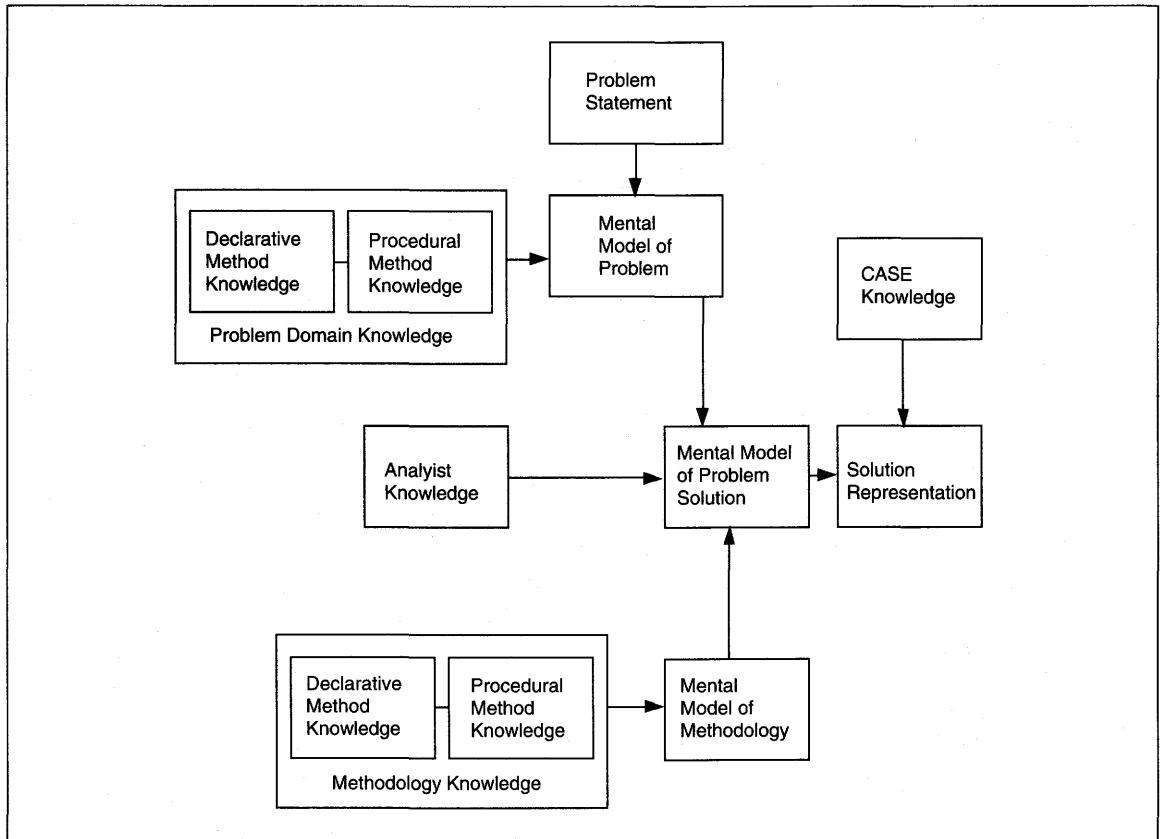 Problem
Statement
Declarative
Method
Knowledge
Procedural
Method
Knowledge
Problem Domain Knowledge
Mental
Model of
Problem
CASE
Knowledge
Analyist
Knowledge
Mental Model
of Problem
Solution
Solution
Representation
Declarative
Method
Knowledge
Procedural
Method
Knowledge
Methodology Knowledge
Mental
Model of
Methodology